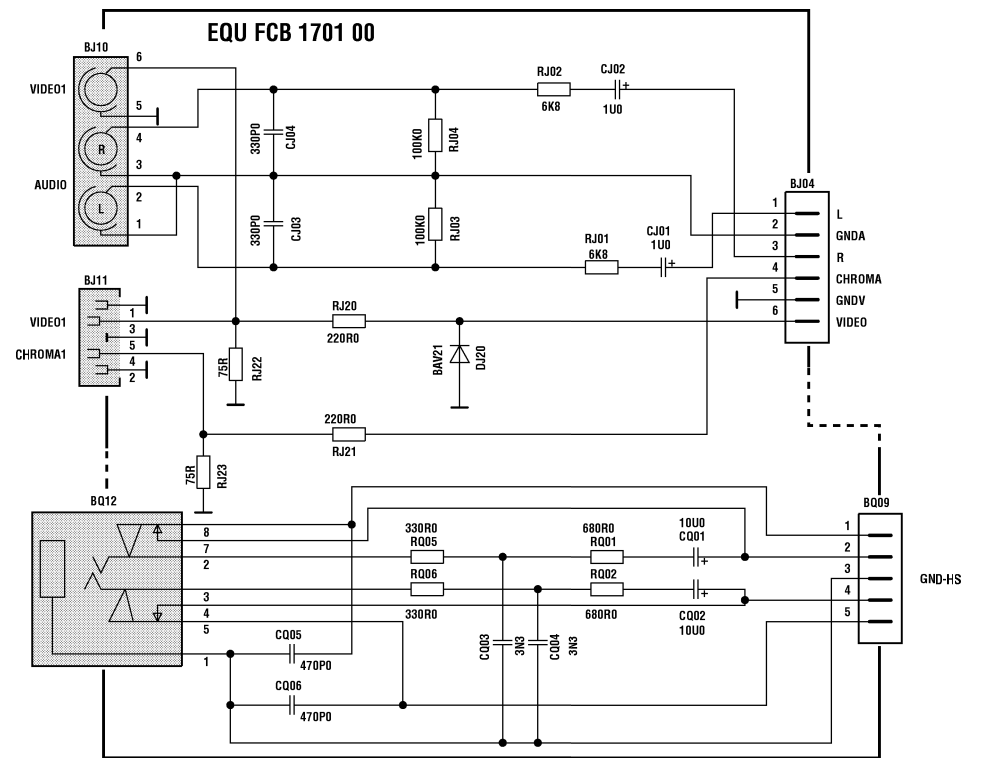 EQU FCB 1701 00
BJ10
6
VIDEO1
5
4
R
3
AUDIO
2
L
1
330P0
CJ04
100K0
RJ04
RJ02
6K8
CJ02
+
1U0
330P0
CJ03
100K0
RJ03
RJ01
6K8
CJ01
1U0
+
BJ04
1
L
2
GNDA
3
R
4
CHROMA
5
GNDV
6
VIDEO
BJ11
VIDEO1
1
3
CHROMA1
5
4
2
RJ20
220R0
75R
RJ22
BAV21
DJ20
220R0
RJ21
75R
RJ23
BQ12
8
7
2
3
4
5
1
330R0
RQ05
RQ06
330R0
680R0
RQ01
RQ02
680R0
10U0
CQ01
+
+
CQ02
10U0
CQ03
3N3
CQ04
3N3
CQ05
470P0
CQ06
470P0
BQ09
1
2
3
4
5
GND-HS